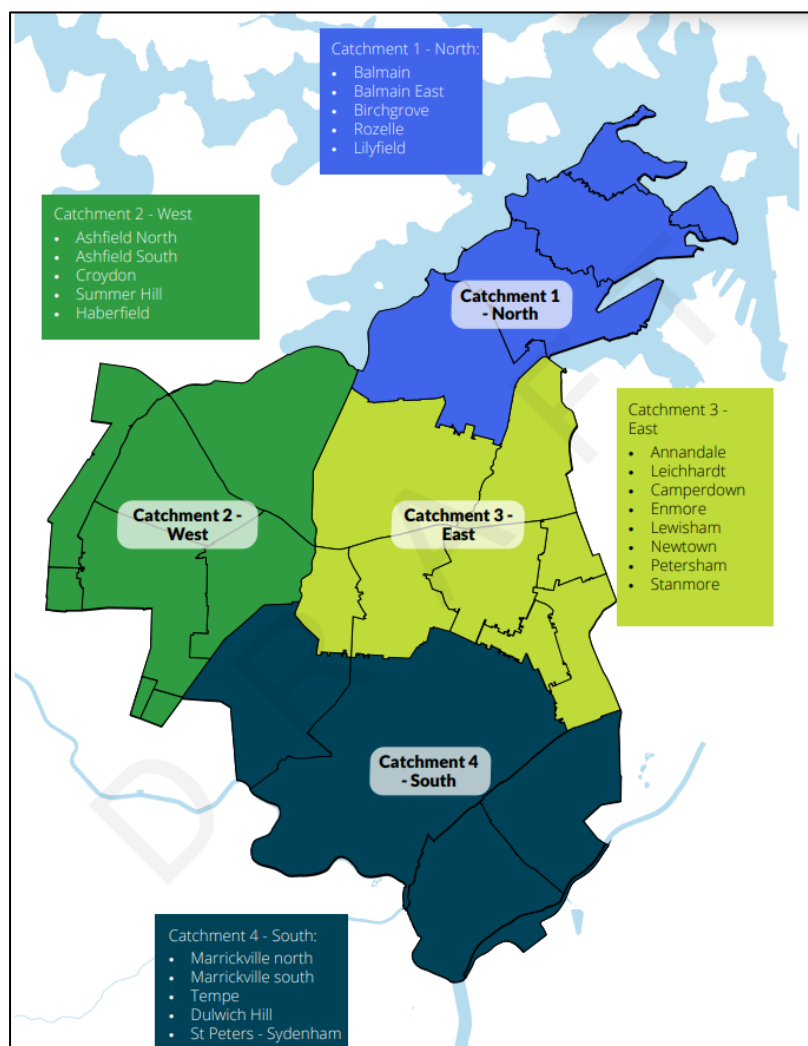 Catchment 1 - North:
• Balmain
• Balmain East
• Birchgrove
• Rozelle
• Lilyfield
Catchment 2 - West
• Ashfield North
• Ashfield South
• Croydon
• Summer Hill
• Haberfield
Catchment 1
- North
Catchment 3 -
East
• Annandale
• Leichhardt
• Camperdown
• Enmore
• Lewisham
• Newtown
• Petersham
• Stanmore
Catchment 2 -
West
Catchment 3 -
East
Catchment 4
- South
DRAFT
Catchment 4 - South:
• Marrickville north
• Marrickville south
• Tempe
• Dulwich Hill
• St Peters - Sydenham